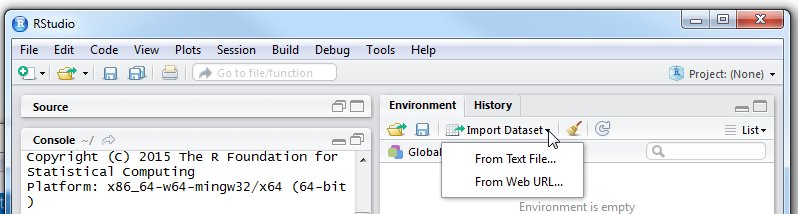 RStudio
File Edit Code View Plots Session Build Debug Tools Help
Go to file/function
Project: (None)
Source
Console ~/
Copyright (C) 2015 The R Foundation for
Statistical Computing
Platform: x86_64-w64-mingw32/x64 (64-bit
)
Environment History
Import Dataset List
Global
From Text File...
From Web URL...
Environment is empty